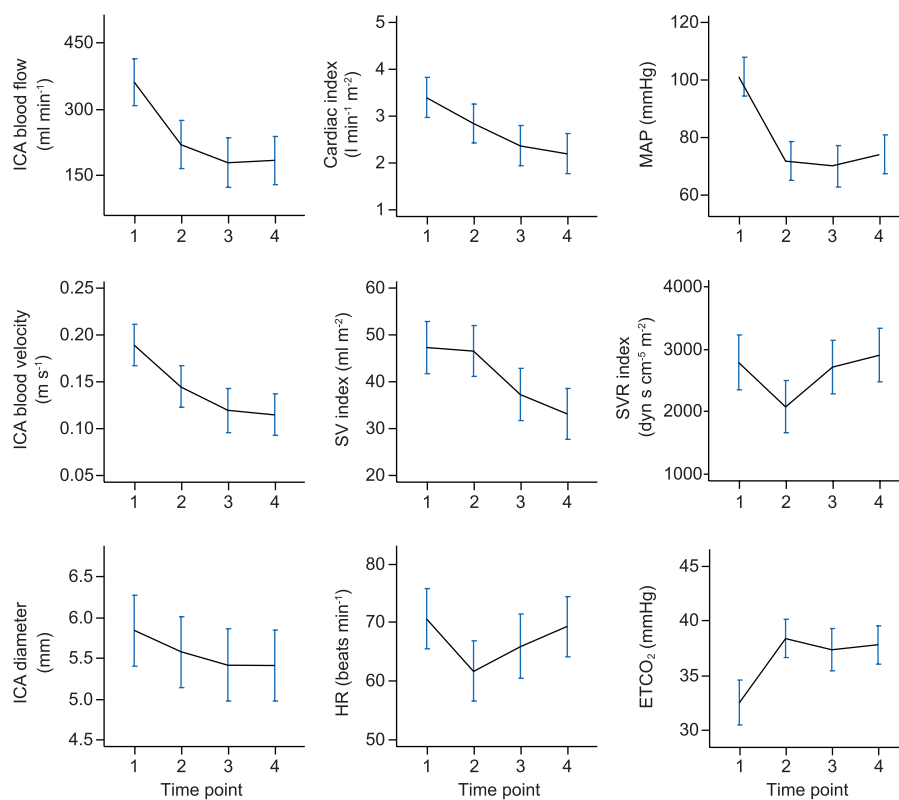 ICA blood flow
(ml min⁻¹)
450
300
150
1 2 3 4
Cardiac index
(l min⁻¹ m⁻²)
5
4
3
2
1
1 2 3 4
MAP (mmHg)
120
100
80
60
1 2 3 4
ICA blood velocity
(m s⁻¹)
0.25
0.20
0.15
0.10
0.05
1 2 3 4
SV index (ml m⁻²)
60
50
40
30
20
1 2 3 4
SVR index
(dyn s cm⁻⁵ m⁻²)
4000
3000
2000
1000
1 2 3 4
ICA diameter
(mm)
6.5
6.0
5.5
5.0
4.5
1 2 3 4
Time point
HR (beats min⁻¹)
80
70
60
50
1 2 3 4
Time point
ETCO₂ (mmHg)
45
40
35
30
1 2 3 4
Time point